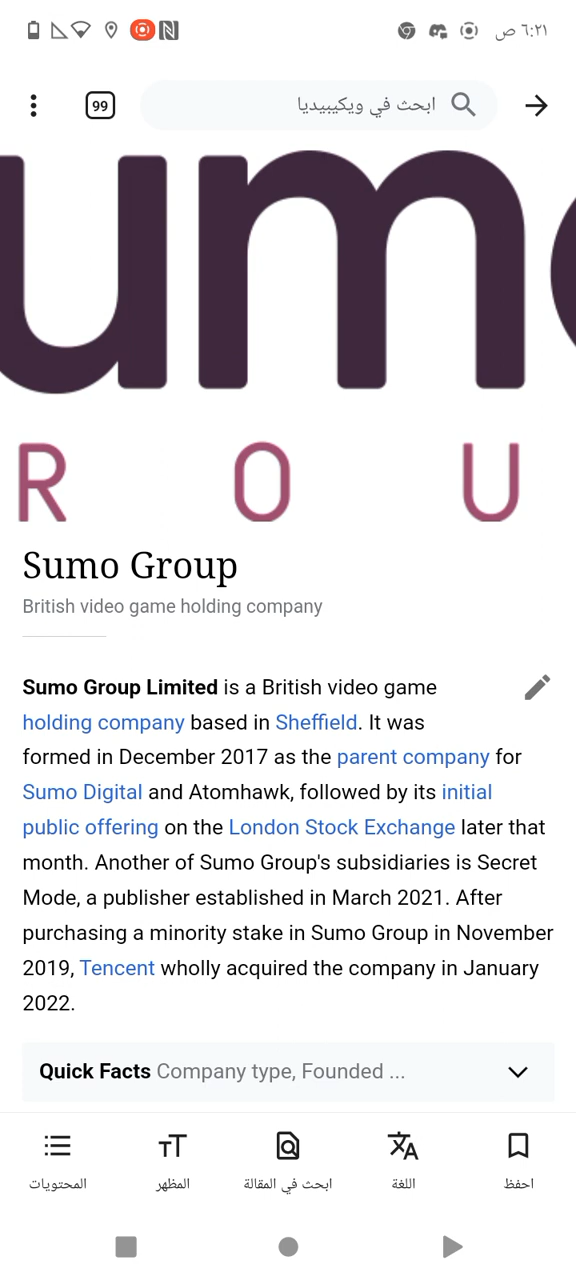 ٦:٢١ ص
99
ابحث في ويكيبيديا
um
R O U
Sumo Group
British video game holding company
Sumo Group Limited is a British video game
holding company based in Sheffield. It was
formed in December 2017 as the parent company for
Sumo Digital and Atomhawk, followed by its initial
public offering on the London Stock Exchange later that
month. Another of Sumo Group's subsidiaries is Secret
Mode, a publisher established in March 2021. After
purchasing a minority stake in Sumo Group in November
2019, Tencent wholly acquired the company in January
2022.
Quick Facts Company type, Founded ...
احفظ
اللغة
ابحث في المقالة
المظهر
المحتويات